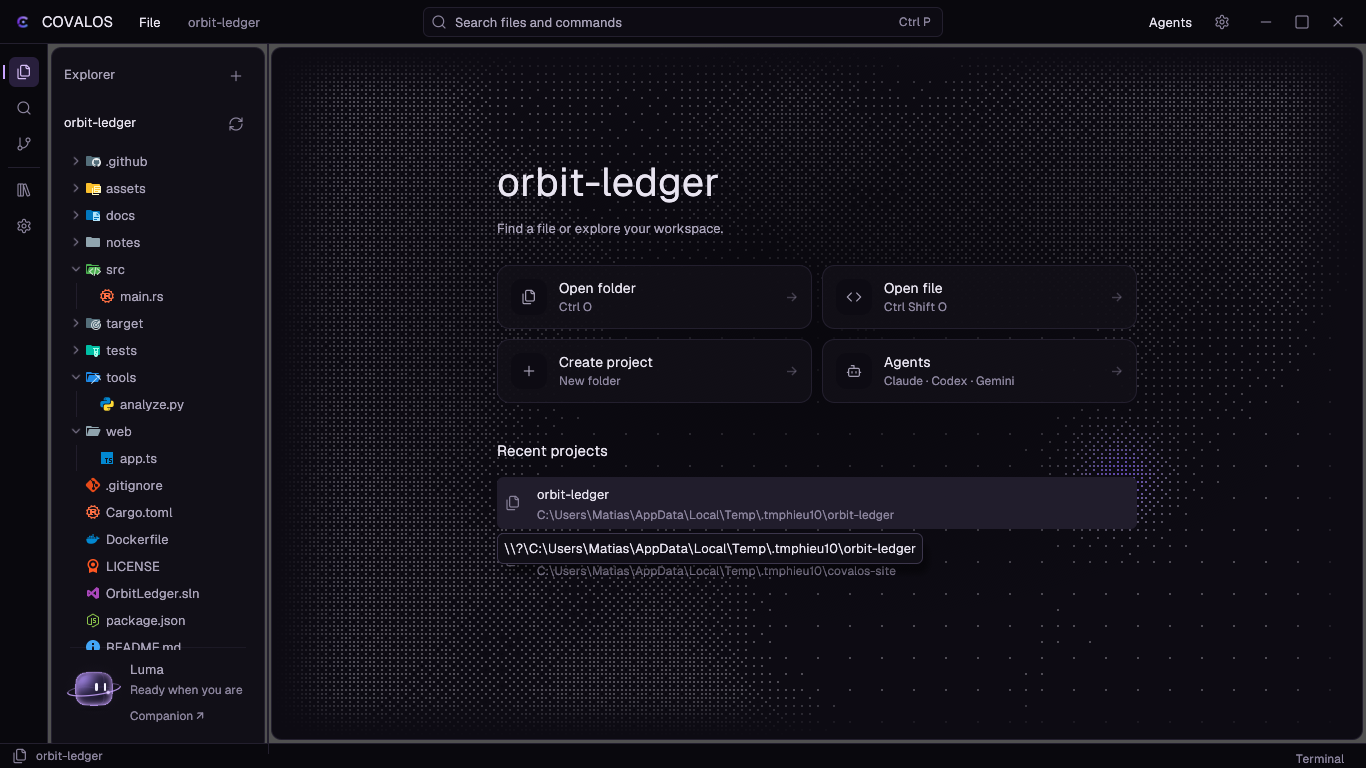 COVALOS File orbit-ledger Search files and commands Ctrl P Agents
Explorer
orbit-ledger
.github
assets
docs
notes
src
main.rs
target
tests
tools
analyze.py
web
app.ts
.gitignore
Cargo.toml
Dockerfile
LICENSE
OrbitLedger.sln
package.json
README.md
Luma
Ready when you are
Companion ↗
orbit-ledger
Find a file or explore your workspace.
Open folder
Ctrl O
Open file
Ctrl Shift O
Create project
New folder
Agents
Claude · Codex · Gemini
Recent projects
orbit-ledger
C:\Users\Matias\AppData\Local\Temp\.tmphieu10\orbit-ledger
\\?\C:\Users\Matias\AppData\Local\Temp\.tmphieu10\orbit-ledger
C:\Users\Matias\AppData\Local\Temp\.tmphieu10\covalos-site
orbit-ledger
Terminal